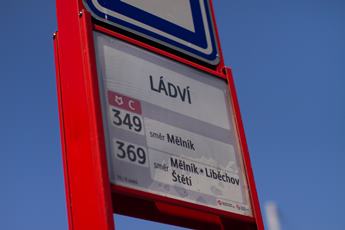 LÁDVÍ
C
349 směr Mělník
369 směr Mělník • Liběchov
Štětí